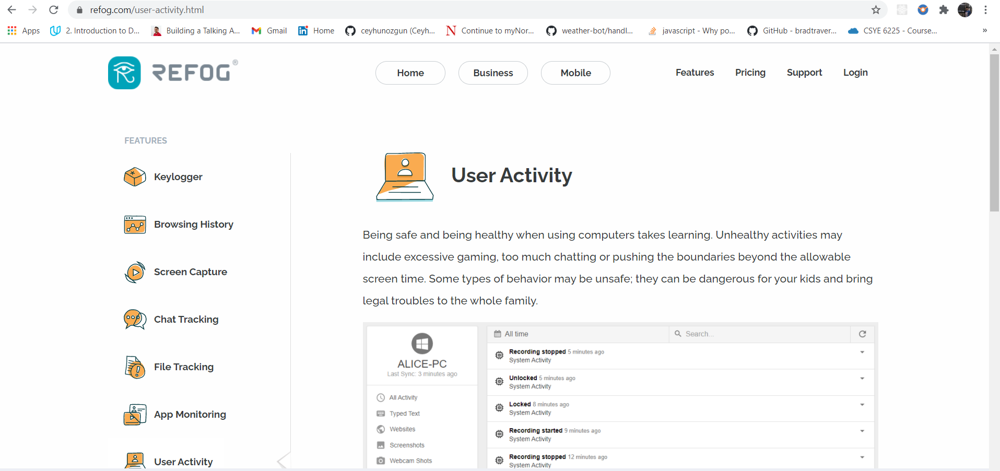 refog.com/user-activity.html
Apps 2. Introduction to D... Building a Talking A... Gmail Home ceyhunozgun (Ceyh... Continue to myNor... weather-bot/handl... javascript - Why po... GitHub - bradtraver... CSYE 6225 - Course... »
REFOG®
Home Business Mobile Features Pricing Support Login
FEATURES
Keylogger
Browsing History
Screen Capture
Chat Tracking
File Tracking
App Monitoring
User Activity
User Activity
Being safe and being healthy when using computers takes learning. Unhealthy activities may
include excessive gaming, too much chatting or pushing the boundaries beyond the allowable
screen time. Some types of behavior may be unsafe; they can be dangerous for your kids and bring
legal troubles to the whole family.
ALICE-PC
Last Sync: 3 minutes ago
All Activity
Typed Text
Websites
Screenshots
Webcam Shots
All time Search...
Recording stopped 5 minutes ago
System Activity
Unlocked 5 minutes ago
System Activity
Locked 8 minutes ago
System Activity
Recording started 9 minutes ago
System Activity
Recording stopped 12 minutes ago
System Activity